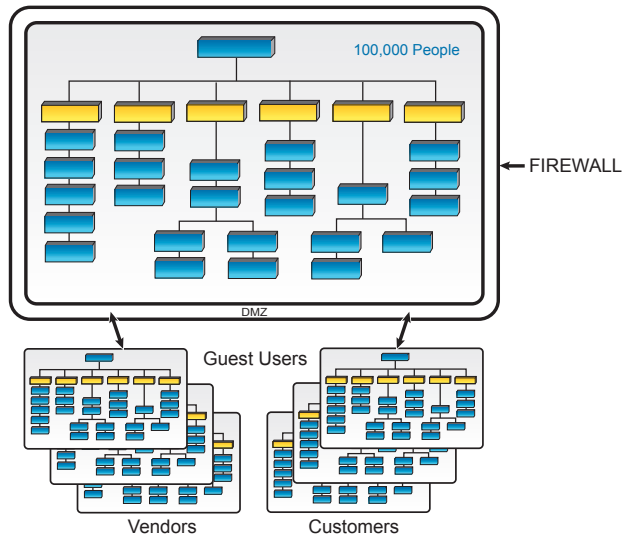 100,000 People
FIREWALL
DMZ
Guest Users
Vendors
Customers